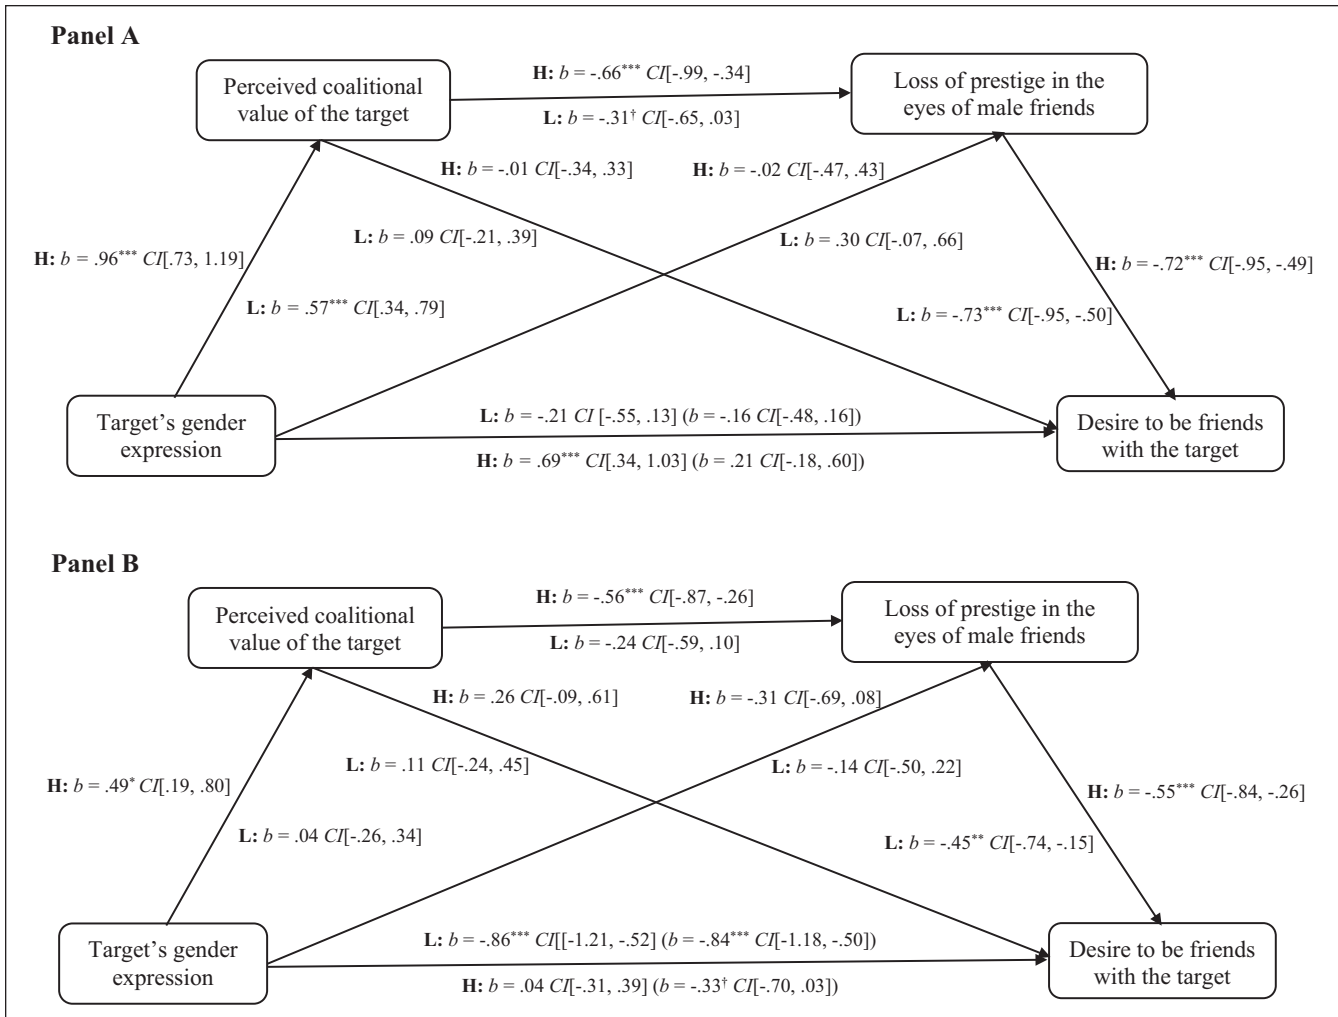 Panel A
Perceived coalitional
value of the target
H: b = -.66*** CI[-.99, -.34]
L: b = -.31† CI[-.65, .03]
Loss of prestige in the
eyes of male friends
H: b = -.01 CI[-.34, .33]
H: b = -.02 CI[-.47, .43]
L: b = .09 CI[-.21, .39]
L: b = .30 CI[-.07, .66]
H: b = .96*** CI[.73, 1.19]
H: b = -.72*** CI[-.95, -.49]
L: b = .57*** CI[.34, .79]
L: b = -.73*** CI[-.95, -.50]
Target's gender
expression
L: b = -.21 CI [-.55, .13] (b = -.16 CI[-.48, .16])
H: b = .69*** CI[.34, 1.03] (b = .21 CI[-.18, .60])
Desire to be friends
with the target
Panel B
Perceived coalitional
value of the target
H: b = -.56*** CI[-.87, -.26]
L: b = -.24 CI[-.59, .10]
Loss of prestige in the
eyes of male friends
H: b = .26 CI[-.09, .61]
H: b = -.31 CI[-.69, .08]
L: b = .11 CI[-.24, .45]
L: b = -.14 CI[-.50, .22]
H: b = .49* CI[.19, .80]
H: b = -.55*** CI[-.84, -.26]
L: b = .04 CI[-.26, .34]
L: b = -.45** CI[-.74, -.15]
Target's gender
expression
L: b = -.86*** CI[[-1.21, -.52] (b = -.84*** CI[-1.18, -.50])
H: b = .04 CI[-.31, .39] (b = -.33† CI[-.70, .03])
Desire to be friends
with the target